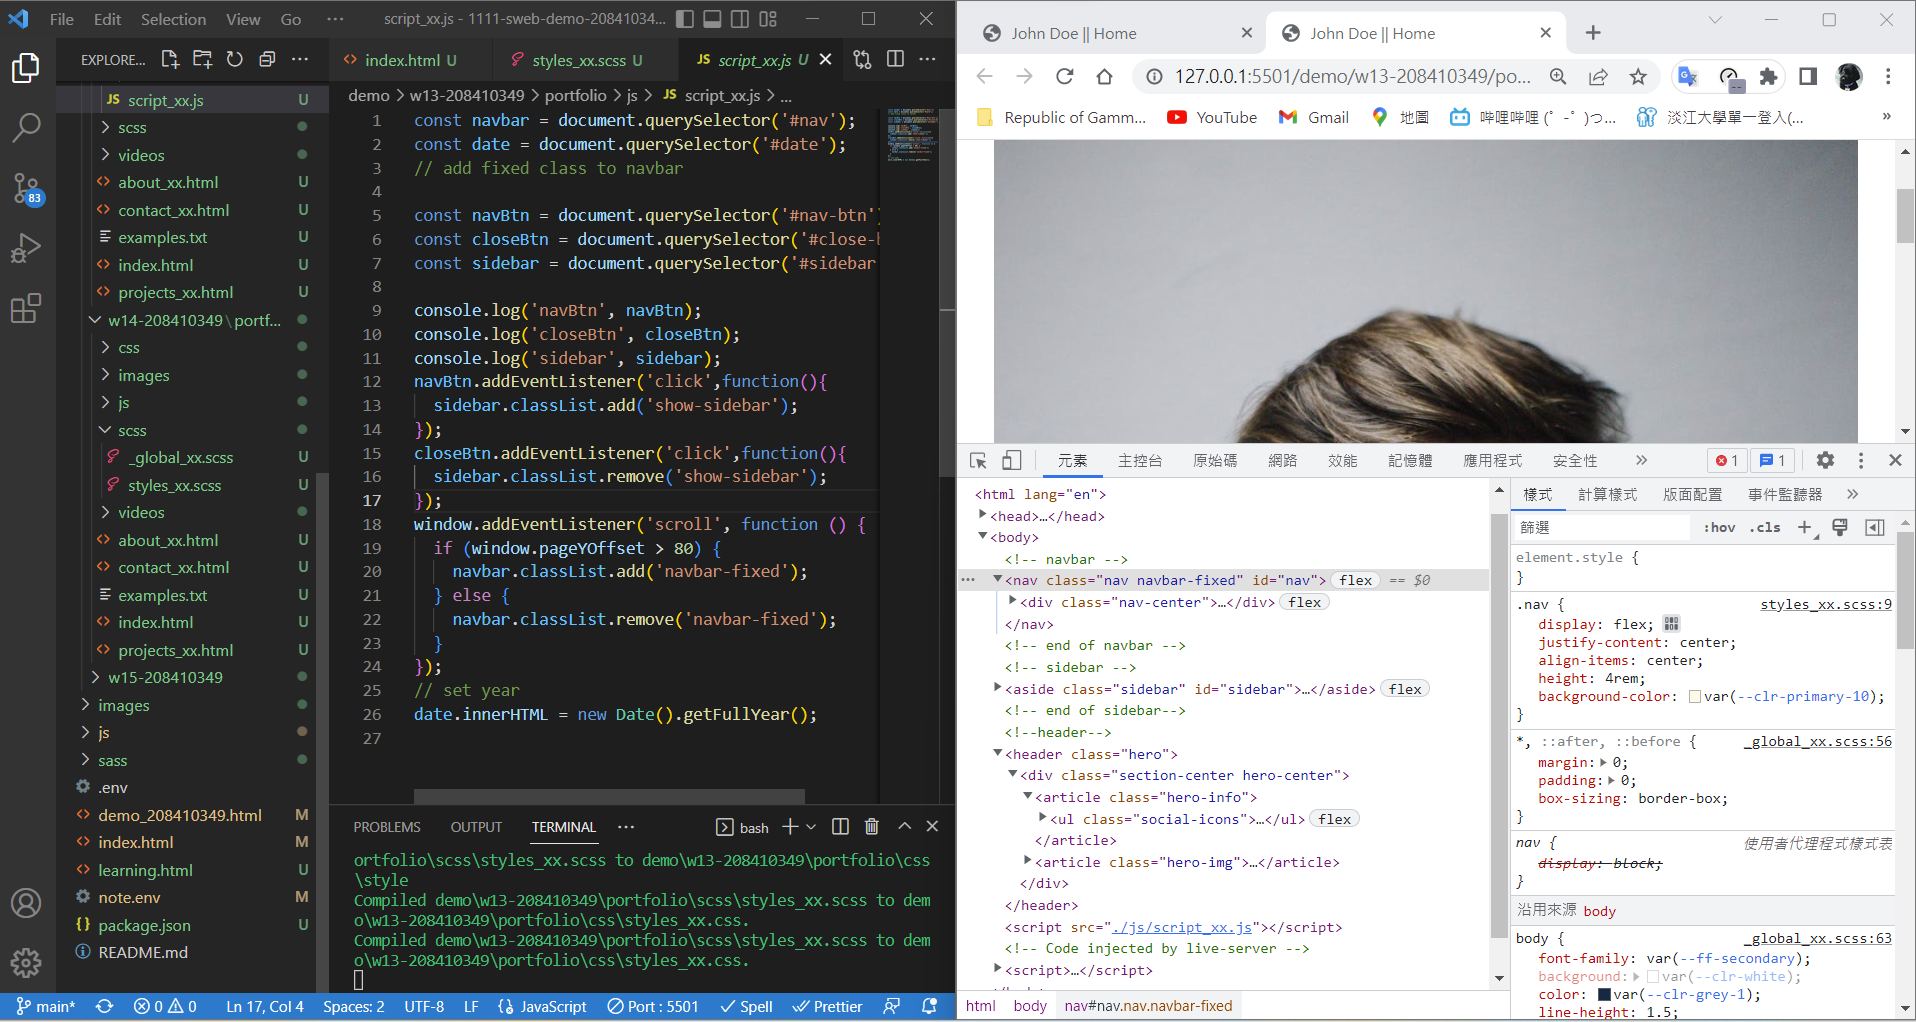 File Edit Selection View Go ··· script_xx.js - 1111-sweb-demo-20841034...
EXPLORE...
JS script_xx.js U
scss
videos
about_xx.html U
contact_xx.html U
examples.txt U
index.html U
projects_xx.html U
w14-208410349\portf...
css
images
js
scss
_global_xx.scss U
styles_xx.scss U
videos
about_xx.html U
contact_xx.html U
examples.txt U
index.html U
projects_xx.html U
w15-208410349
images
js
sass
.env
demo_208410349.html M
index.html M
learning.html U
note.env M
package.json U
README.md
83
index.html U styles_xx.scss U JS script_xx.js U
demo > w13-208410349 > portfolio > js > JS script_xx.js > ...
1 const navbar = document.querySelector('#nav');
2 const date = document.querySelector('#date');
3 // add fixed class to navbar
4
5 const navBtn = document.querySelector('#nav-btn')
6 const closeBtn = document.querySelector('#close-b
7 const sidebar = document.querySelector('#sidebar
8
9 console.log('navBtn', navBtn);
10 console.log('closeBtn', closeBtn);
11 console.log('sidebar', sidebar);
12 navBtn.addEventListener('click',function(){
13 sidebar.classList.add('show-sidebar');
14 });
15 closeBtn.addEventListener('click',function(){
16 sidebar.classList.remove('show-sidebar');
17 });
18 window.addEventListener('scroll', function () {
19 if (window.pageYOffset > 80) {
20 navbar.classList.add('navbar-fixed');
21 } else {
22 navbar.classList.remove('navbar-fixed');
23 }
24 });
25 // set year
26 date.innerHTML = new Date().getFullYear();
27
PROBLEMS OUTPUT TERMINAL ··· bash
ortfolio\scss\styles_xx.scss to demo\w13-208410349\portfolio\css
\style
Compiled demo\w13-208410349\portfolio\scss\styles_xx.scss to dem
o\w13-208410349\portfolio\css\styles_xx.css.
Compiled demo\w13-208410349\portfolio\scss\styles_xx.scss to dem
o\w13-208410349\portfolio\css\styles_xx.css.
main* 0 0 Ln 17, Col 4 Spaces: 2 UTF-8 LF {} JavaScript Port : 5501 Spell Prettier
John Doe || Home John Doe || Home
127.0.0.1:5501/demo/w13-208410349/po...
Republic of Gamm... YouTube Gmail 地圖 哔哩哔哩 (゜-゜)つ... 淡江大學單一登入(... »
元素 主控台 原始碼 網路 效能 記憶體 應用程式 安全性 » 1 1
<html lang="en">
<head>…</head>
<body>
<!-- navbar -->
··· <nav class="nav navbar-fixed" id="nav"> flex == $0
<div class="nav-center">…</div> flex
</nav>
<!-- end of navbar -->
<!-- sidebar -->
<aside class="sidebar" id="sidebar">…</aside> flex
<!-- end of sidebar-->
<!--header-->
<header class="hero">
<div class="section-center hero-center">
<article class="hero-info">
<ul class="social-icons">…</ul> flex
</article>
<article class="hero-img">…</article>
</div>
</header>
<script src="./js/script_xx.js"></script>
<!-- Code injected by live-server -->
<script>…</script>
html body nav#nav.nav.navbar-fixed
樣式 計算樣式 版面配置 事件監聽器 »
篩選 :hov .cls +
element.style {
}
.nav { styles_xx.scss:9
display: flex;
justify-content: center;
align-items: center;
height: 4rem;
background-color: var(--clr-primary-10);
}
*, ::after, ::before { _global_xx.scss:56
margin: 0;
padding: 0;
box-sizing: border-box;
}
nav { 使用者代理程式樣式表
display: block;
}
沿用來源 body
body { _global_xx.scss:63
font-family: var(--ff-secondary);
background: var(--clr-white);
color: var(--clr-grey-1);
line-height: 1.5;